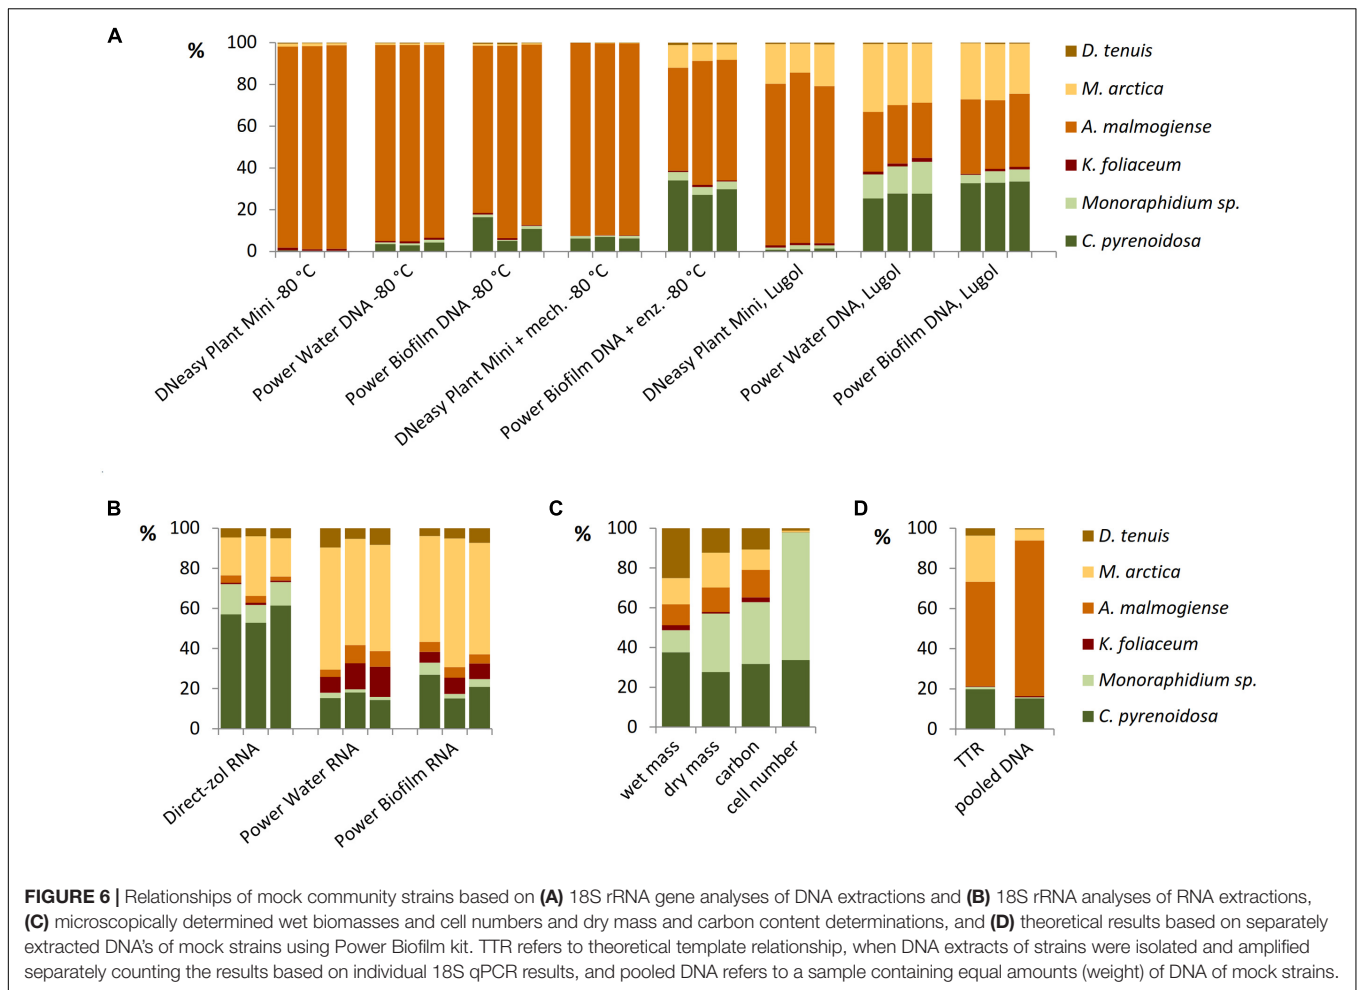 A
%
100
80
60
40
20
0
DNeasy Plant Mini -80 °C
Power Water DNA -80 °C
Power Biofilm DNA -80 °C
DNeasy Plant Mini + mech. -80 °C
Power Biofilm DNA + enz. -80 °C
DNeasy Plant Mini, Lugol
Power Water DNA, Lugol
Power Biofilm DNA, Lugol
D. tenuis
M. arctica
A. malmogiense
K. foliaceum
Monoraphidium sp.
C. pyrenoidosa
B
%
100
80
60
40
20
0
Direct-zol RNA
Power Water RNA
Power Biofilm RNA
C
%
100
80
60
40
20
0
wet mass
dry mass
carbon
cell number
D
%
100
80
60
40
20
0
TTR
pooled DNA
D. tenuis
M. arctica
A. malmogiense
K. foliaceum
Monoraphidium sp.
C. pyrenoidosa
FIGURE 6 | Relationships of mock community strains based on (A) 18S rRNA gene analyses of DNA extractions and (B) 18S rRNA analyses of RNA extractions,
(C) microscopically determined wet biomasses and cell numbers and dry mass and carbon content determinations, and (D) theoretical results based on separately
extracted DNA's of mock strains using Power Biofilm kit. TTR refers to theoretical template relationship, when DNA extracts of strains were isolated and amplified
separately counting the results based on individual 18S qPCR results, and pooled DNA refers to a sample containing equal amounts (weight) of DNA of mock strains.